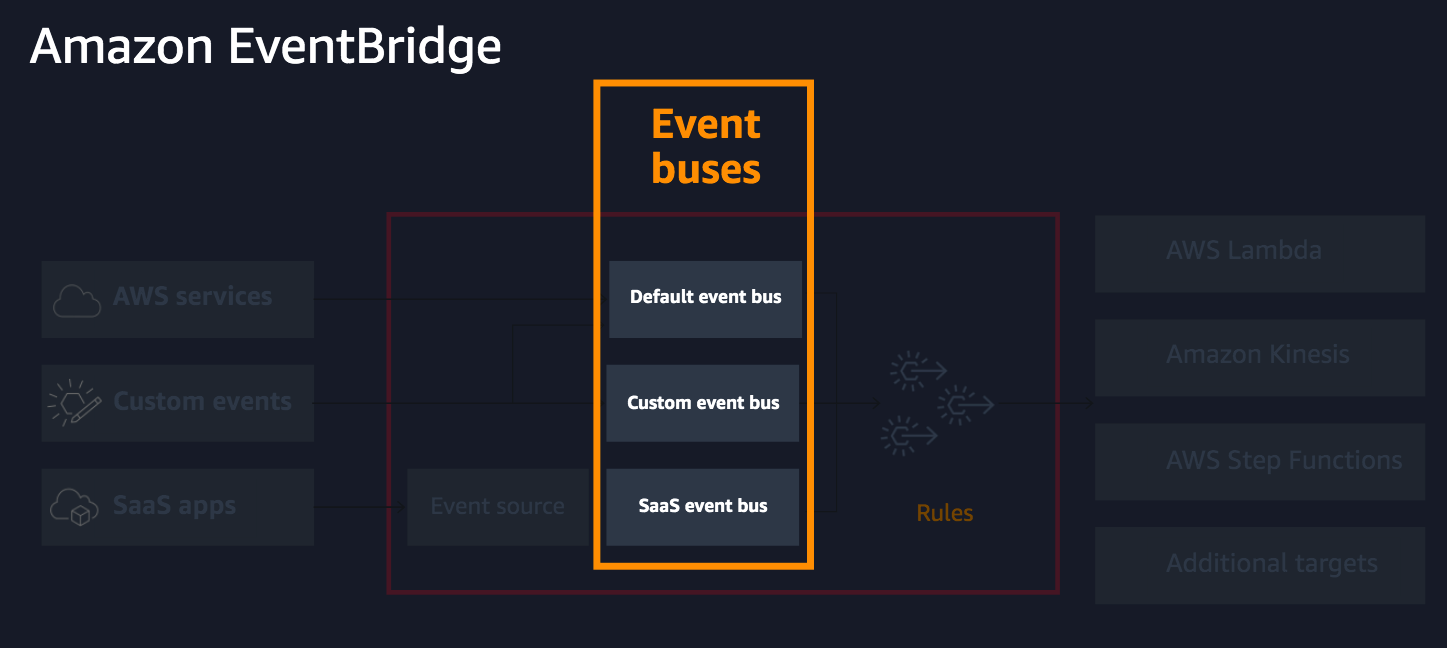 Amazon EventBridge
Event
buses
AWS services
Custom events
SaaS apps
Event source
Default event bus
Custom event bus
SaaS event bus
Rules
AWS Lambda
Amazon Kinesis
AWS Step Functions
Additional targets